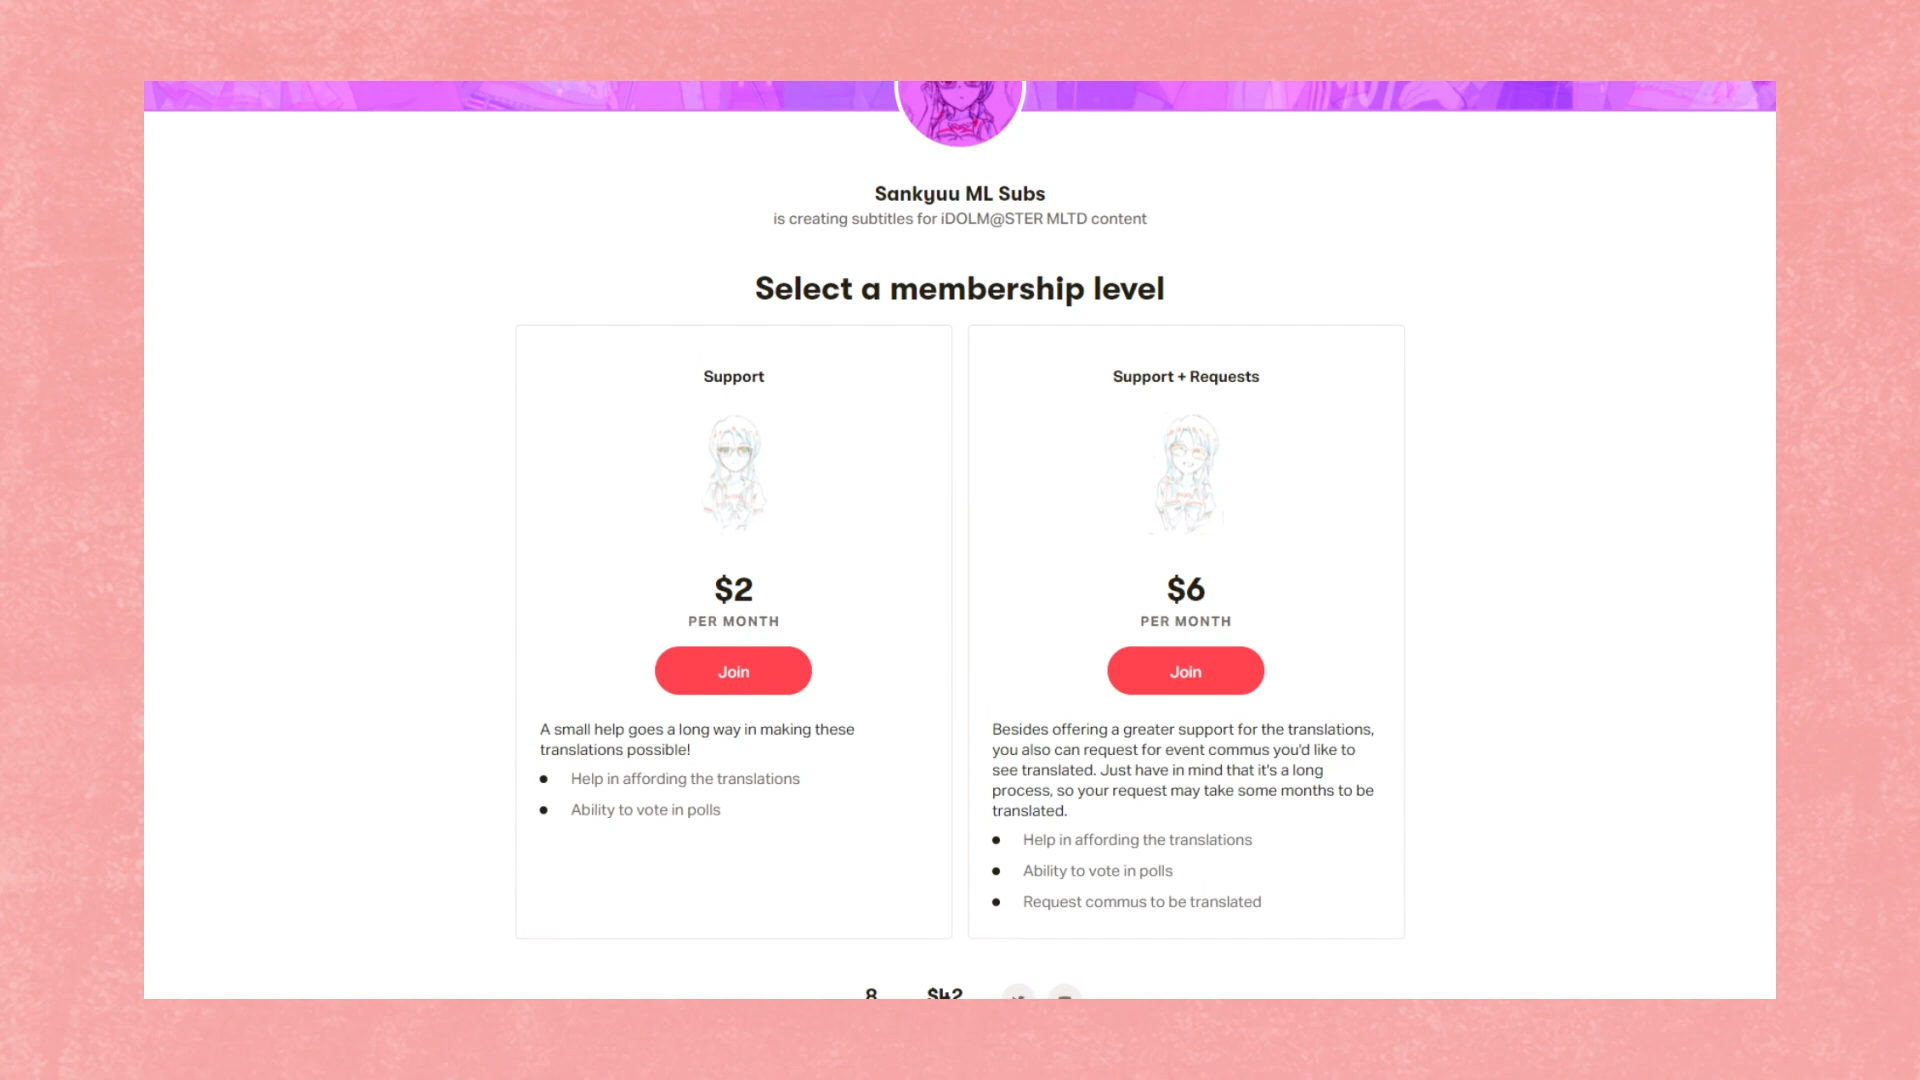 Sankyuu ML Subs
is creating subtitles for iDOLM@STER MLTD content
Select a membership level
Support
$2
PER MONTH
Join
A small help goes a long way in making these
translations possible!
Help in affording the translations
Ability to vote in polls
Support + Requests
$6
PER MONTH
Join
Besides offering a greater support for the translations,
you also can request for event commus you'd like to
see translated. Just have in mind that it's a long
process, so your request may take some months to be
translated.
Help in affording the translations
Ability to vote in polls
Request commus to be translated
8 $42